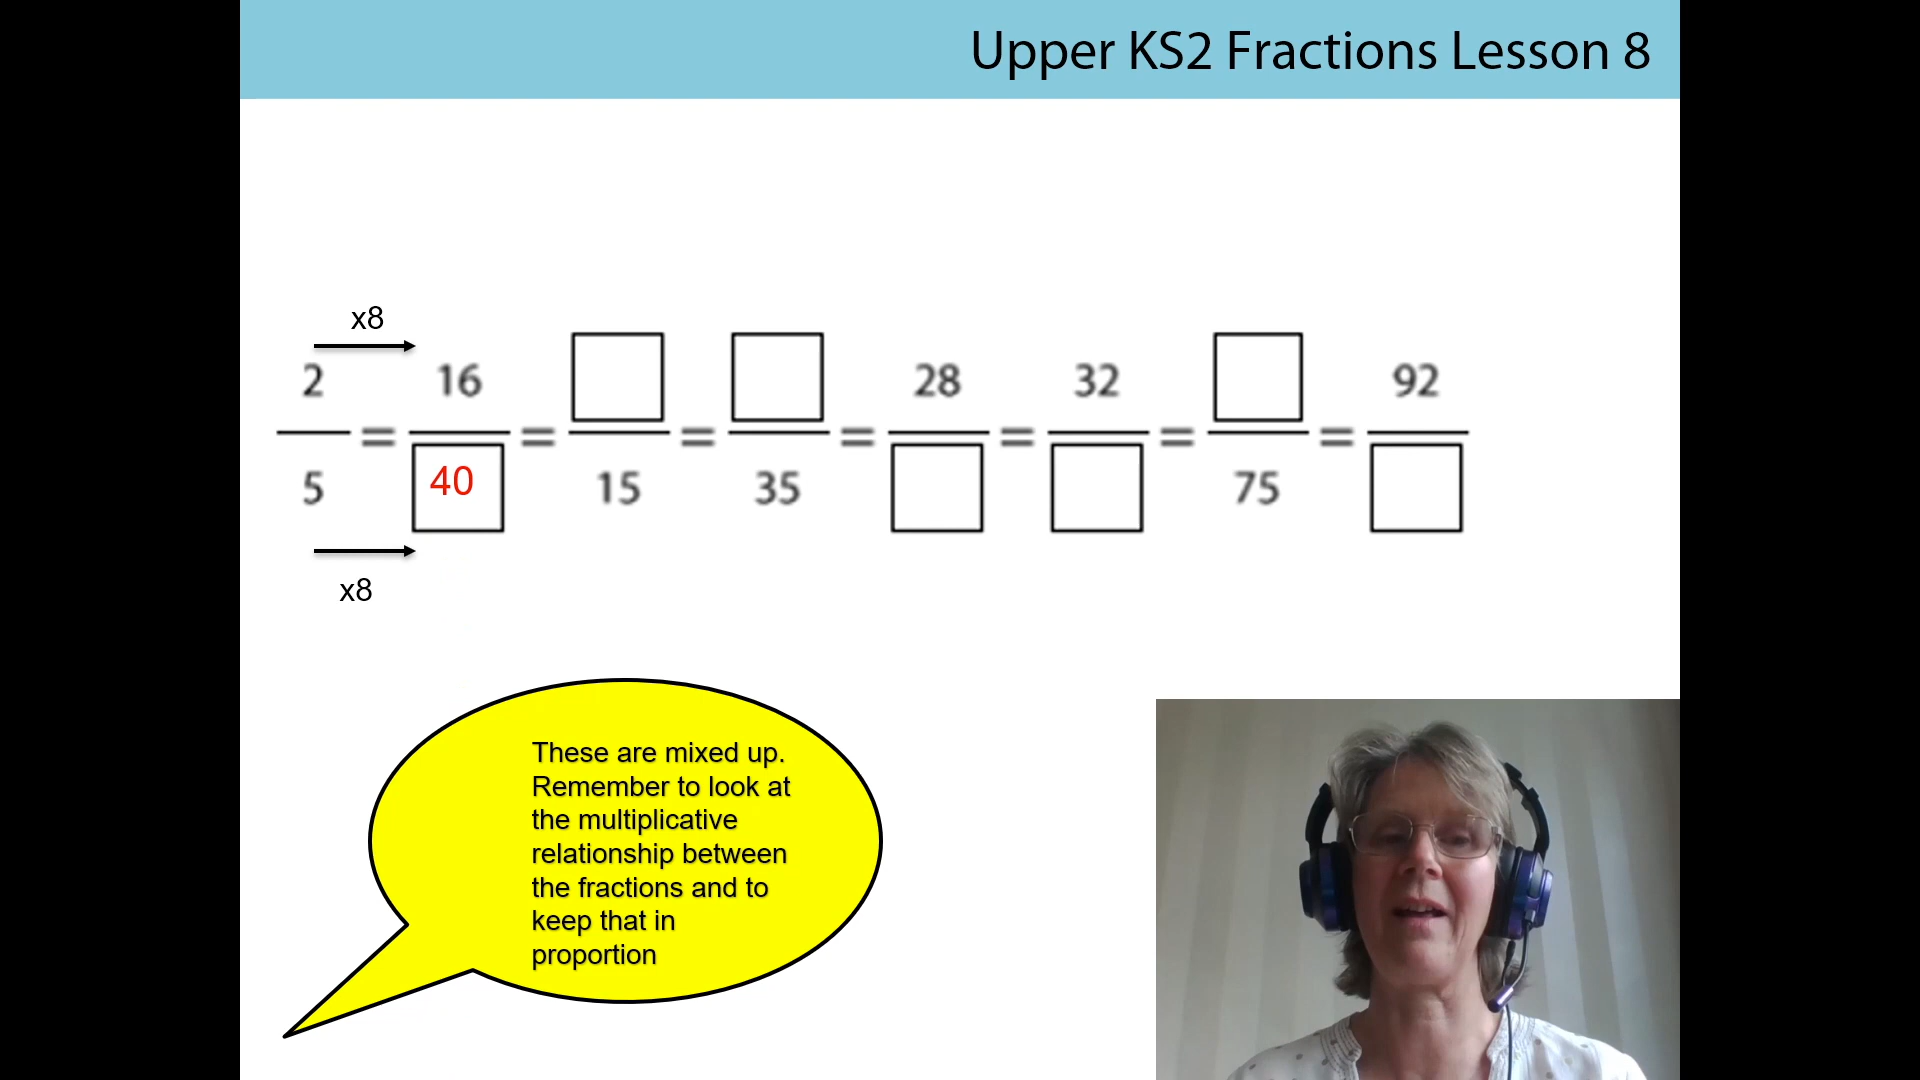 Upper KS2 Fractions Lesson 8
x8
2 = 16 = = = 28 = 32 = = 92
5 40 15 35 75
x8
These are mixed up.
Remember to look at
the multiplicative
relationship between
the fractions and to
keep that in
proportion